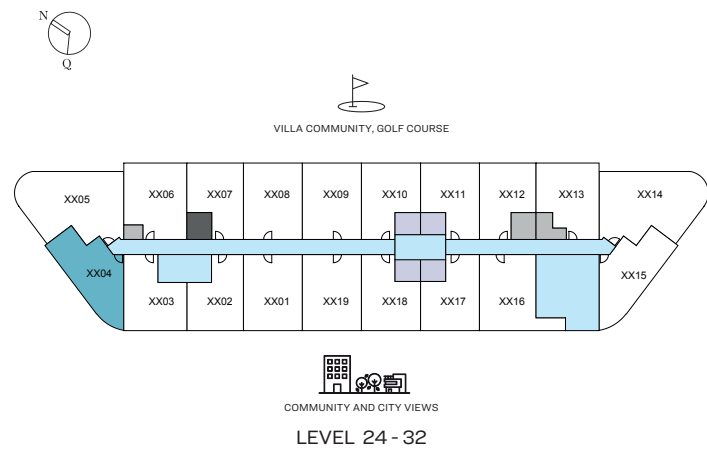 N
Q
VILLA COMMUNITY, GOLF COURSE
XX05
XX06
XX07
XX08
XX09
XX10
XX11
XX12
XX13
XX14
XX04
XX03
XX02
XX01
XX19
XX18
XX17
XX16
XX15
COMMUNITY AND CITY VIEWS
LEVEL 24 - 32